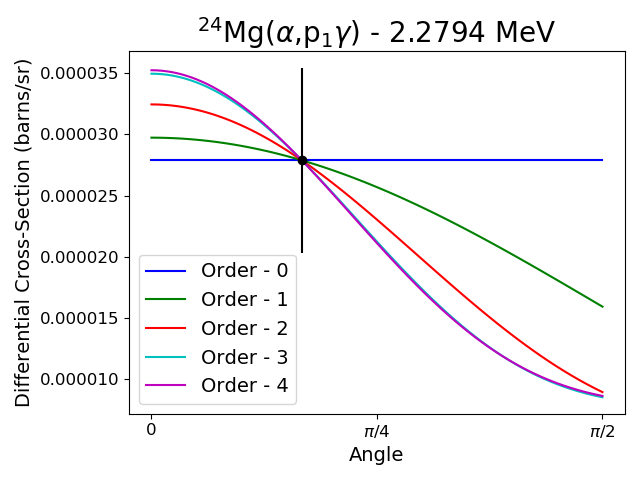 ²⁴Mg(α,p₁γ) - 2.2794 MeV
Differential Cross-Section (barns/sr)
0.000035
0.000030
0.000025
0.000020
0.000015
0.000010
Order - 0
Order - 1
Order - 2
Order - 3
Order - 4
0
π/4
π/2
Angle